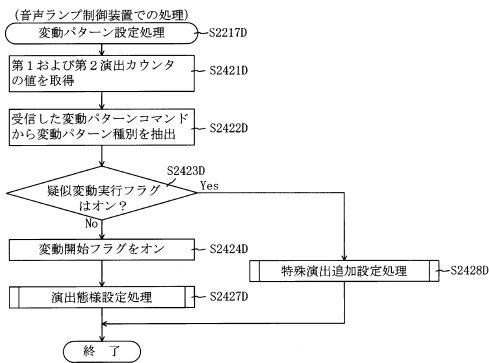 (音声ランプ制御装置での処理)
変動パターン設定処理
S2217D
第1および第2演出カウンタ
の値を取得
S2421D
受信した変動パターンコマンド
から変動パターン種別を抽出
S2422D
S2423D
疑似変動実行フラグ
はオン?
Yes
No
変動開始フラグをオン
S2424D
特殊演出追加設定処理
S2428D
演出態様設定処理
S2427D
終 了